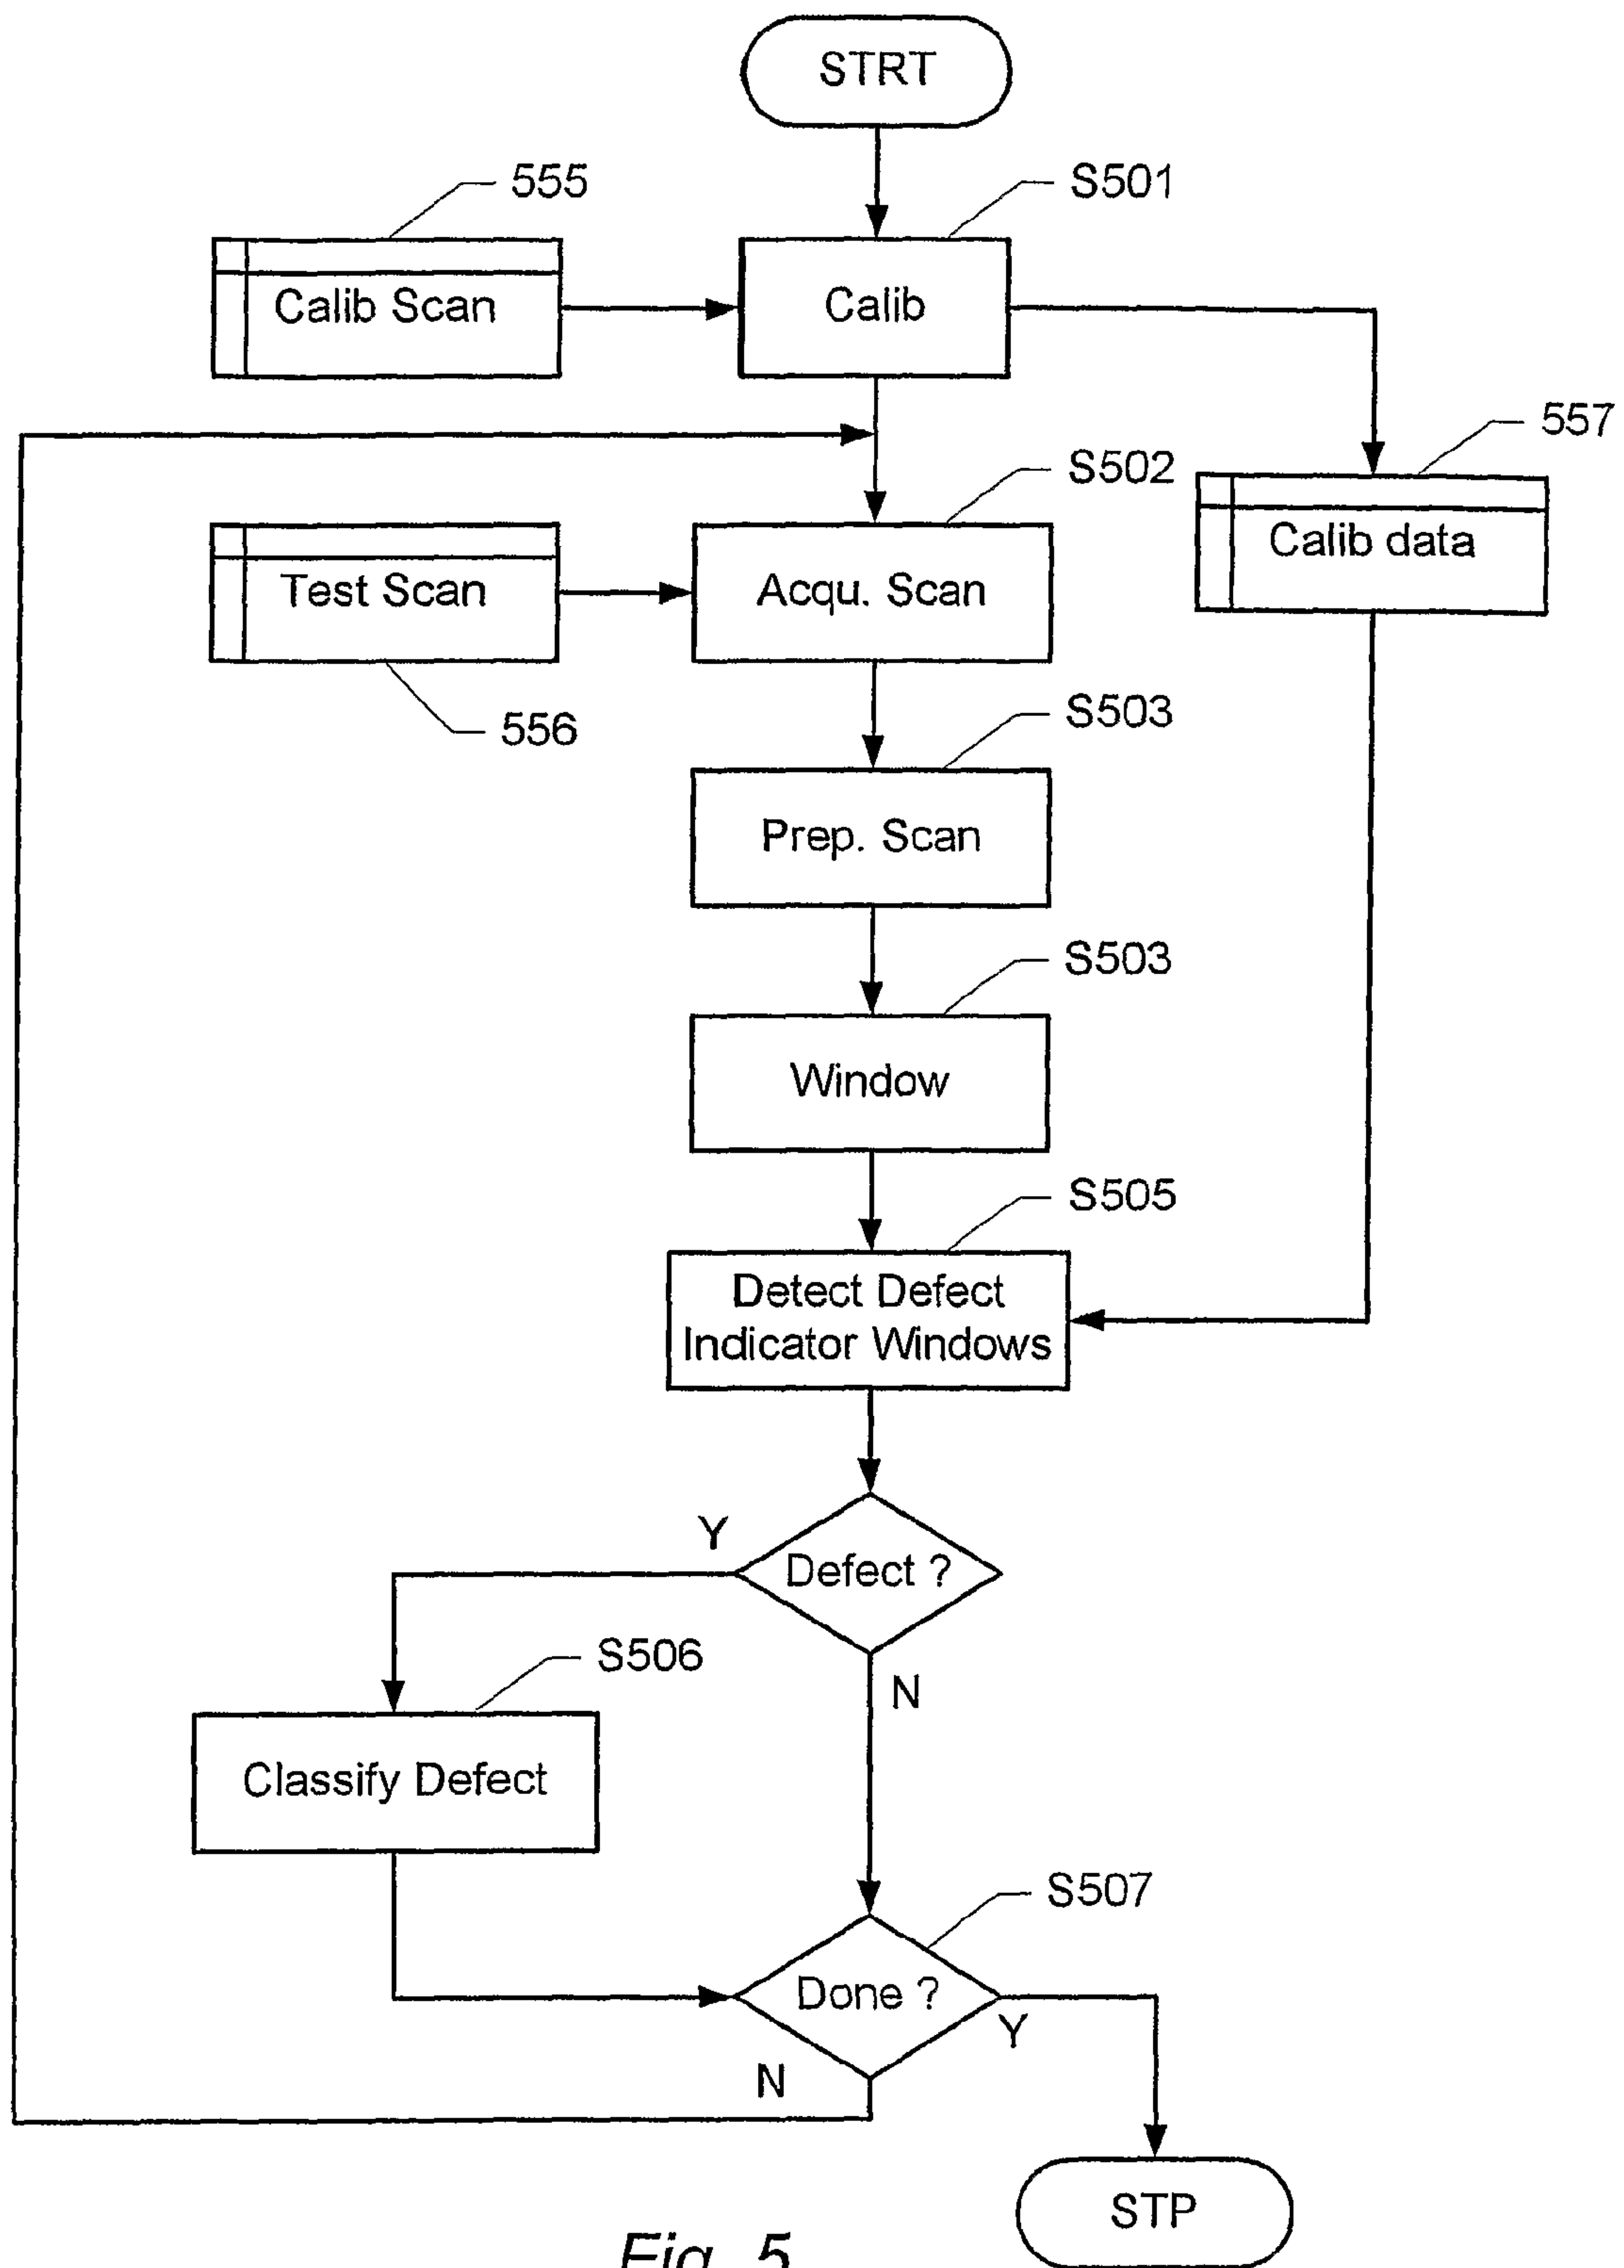 STRT
555
S501
Calib Scan
Calib
557
S502
Calib data
Test Scan
Acqu. Scan
556
S503
Prep. Scan
S503
Window
S505
Detect Defect
Indicator Windows
Y
Defect ?
S506
N
Classify Defect
S507
Done ?
Y
N
STP
Fig. 5